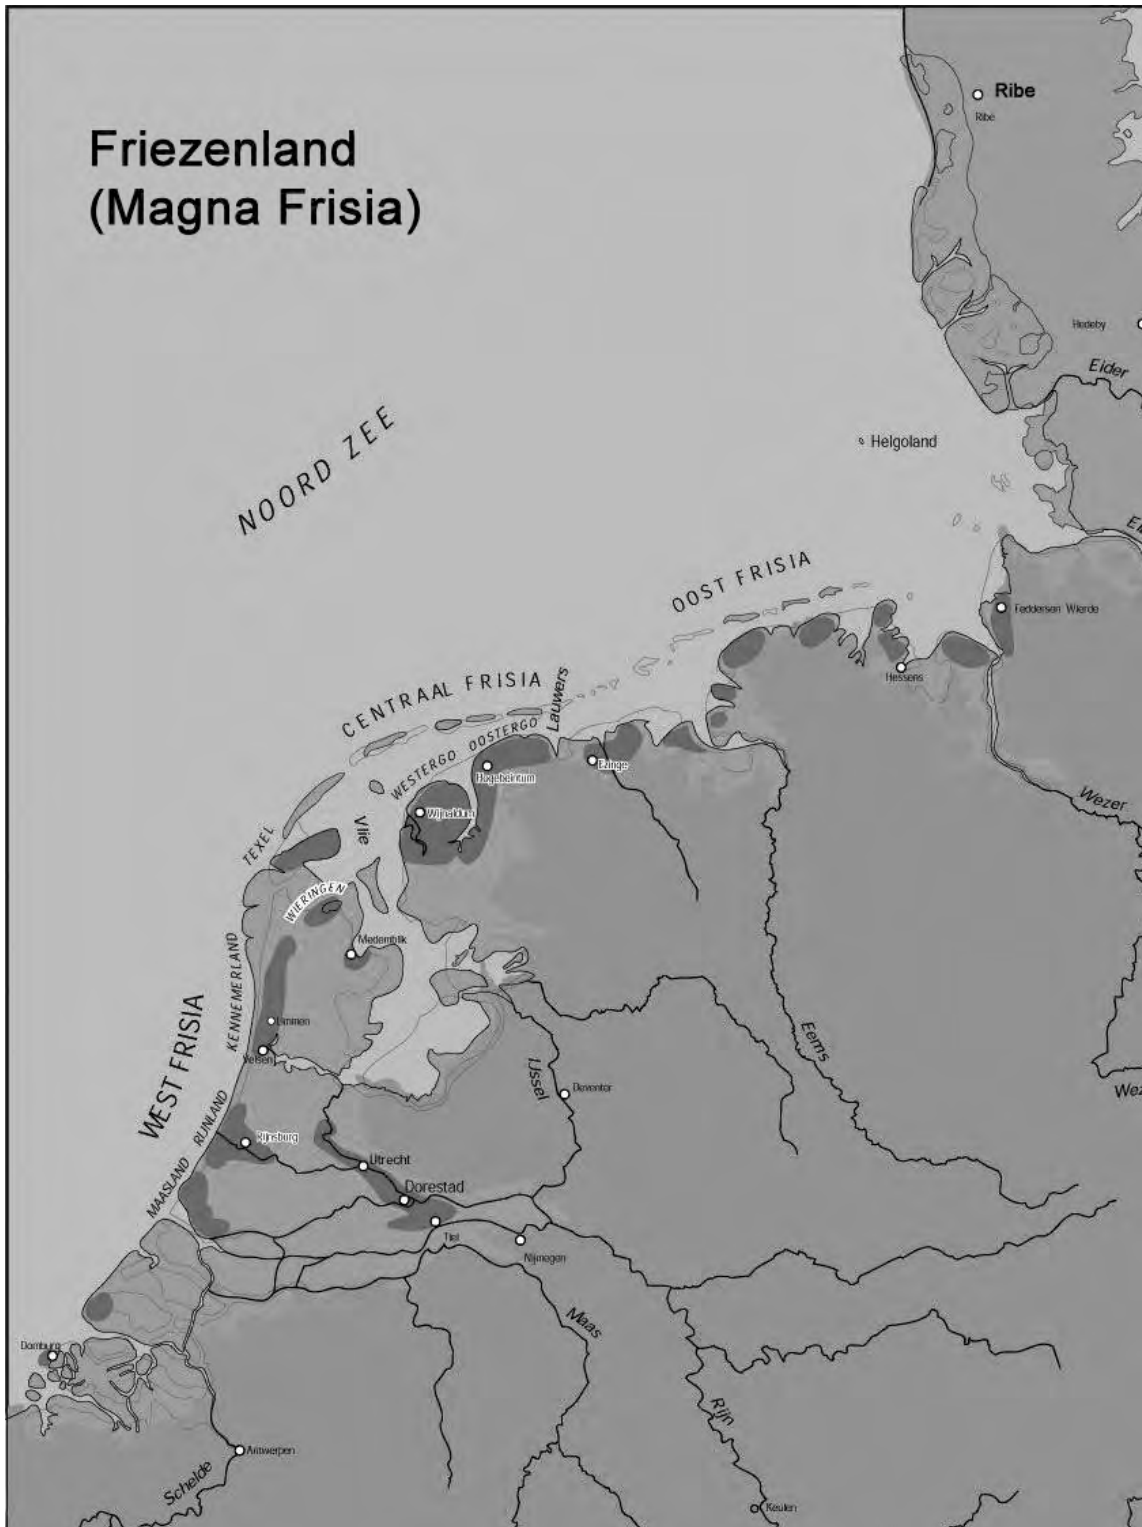 Friezenland
(Magna Frisia)
Ribe
Ribe
Hedeby
Eider
Helgoland
NOORD ZEE
OOST FRISIA
Feddersen Wierde
Hessens
CENTRAAL FRISIA
Lauwers
WESTERGO OOSTERGO
Hogebeintum
Ezinge
Wezer
Wijnaldum
Vlie
TEXEL
WIERINGEN
Medemblik
KENNEMERLAND
WEST FRISIA
Limmen
Velsen
Eems
IJssel
Deventer
Wez
RIJNLAND
Rijnsburg
Utrecht
MAASLAND
Dorestad
Tiel
Nijmegen
Maas
Domburg
Rijn
Antwerpen
Schelde
Keulen